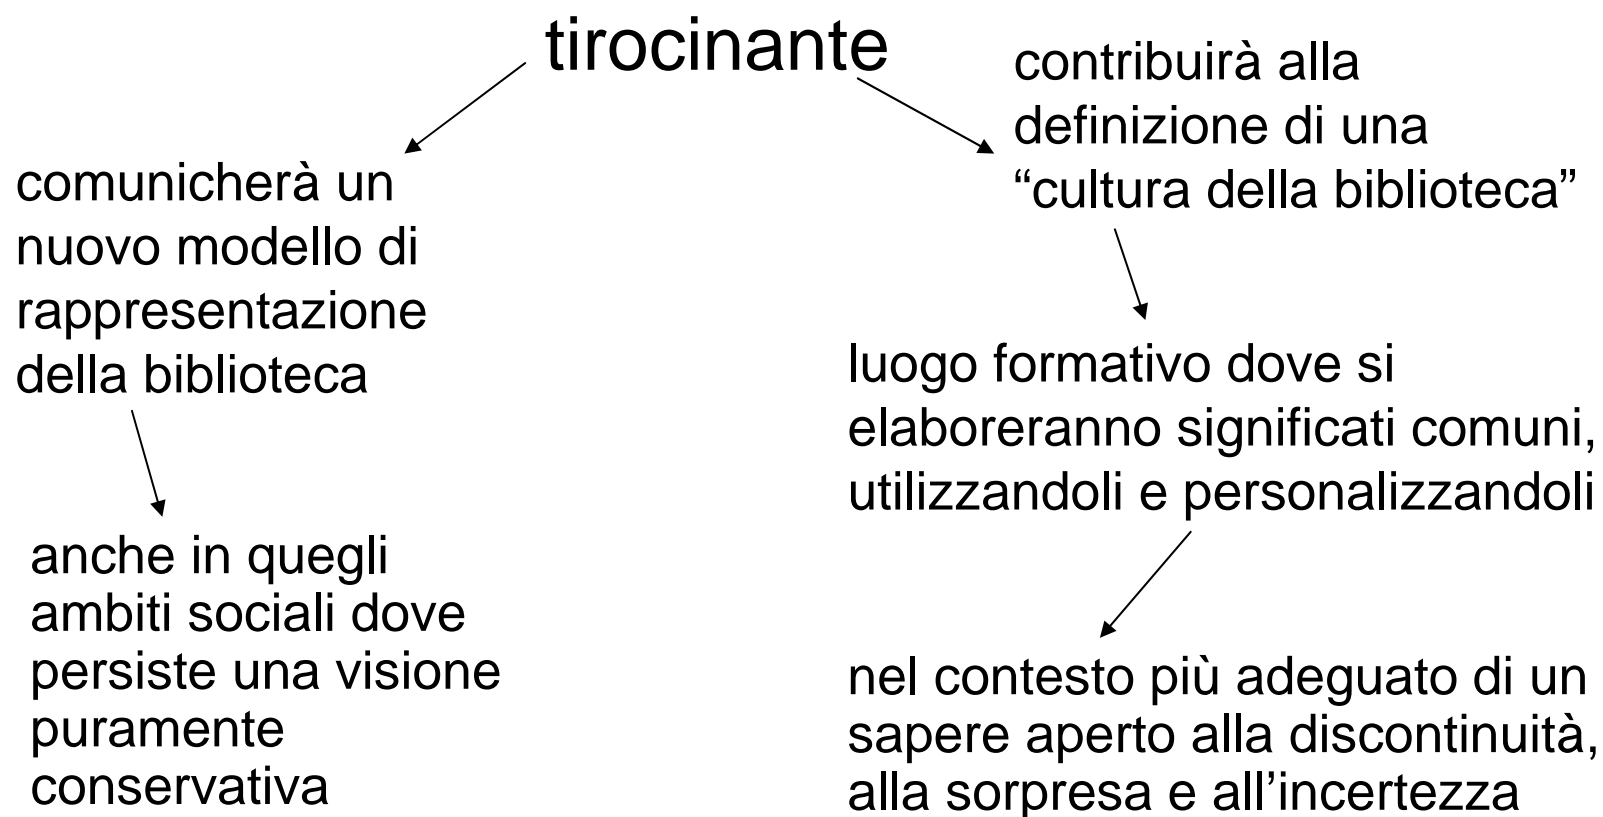 tirocinante
comunicherà un
nuovo modello di
rappresentazione
della biblioteca
anche in quegli
ambiti sociali dove
persiste una visione
puramente
conservativa
contribuirà alla
definizione di una
“cultura della biblioteca”
luogo formativo dove si
elaboreranno significati comuni,
utilizzandoli e personalizzandoli
nel contesto più adeguato di un
sapere aperto alla discontinuità,
alla sorpresa e all’incertezza